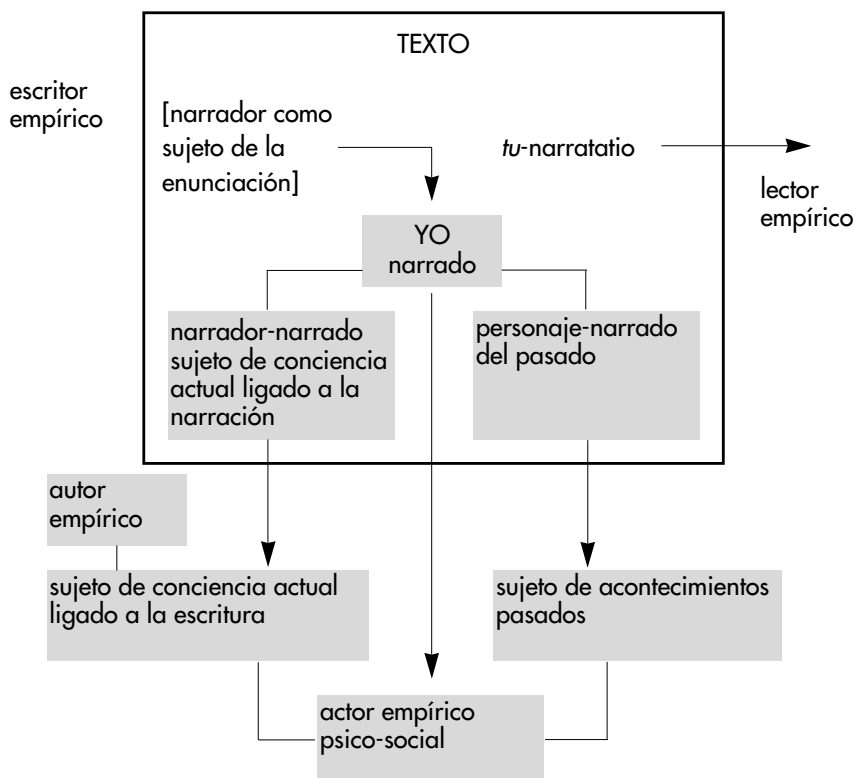 TEXTO
escritor
empírico
[narrador como
sujeto de la
enunciación]
tu-narratatio
lector
empírico
YO
narrado
narrador-narrado
sujeto de conciencia
actual ligado a la
narración
personaje-narrado
del pasado
autor
empírico
sujeto de conciencia actual
ligado a la escritura
sujeto de acontecimientos
pasados
actor empírico
psico-social